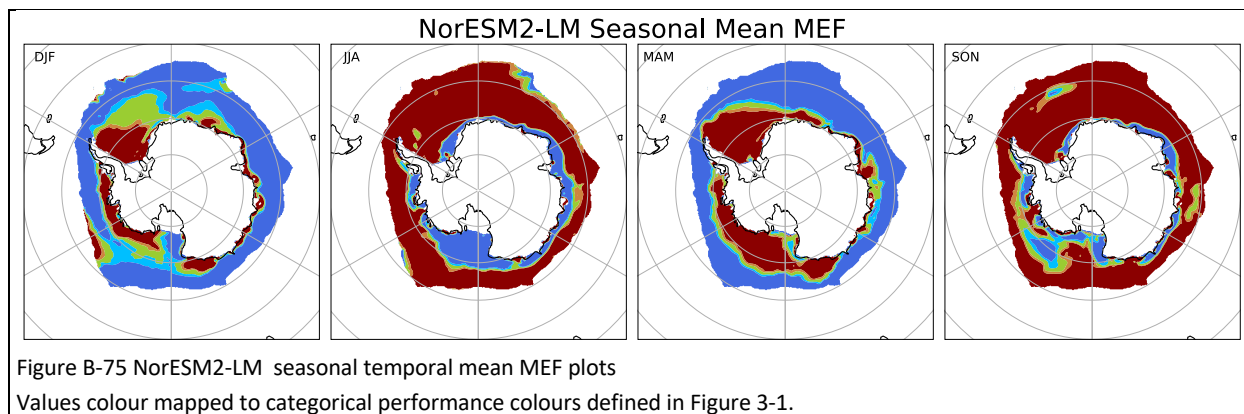 NorESM2-LM Seasonal Mean MEF
DJF
JJA
MAM
SON
Figure B-75 NorESM2-LM  seasonal temporal mean MEF plots
Values colour mapped to categorical performance colours defined in Figure 3-1.